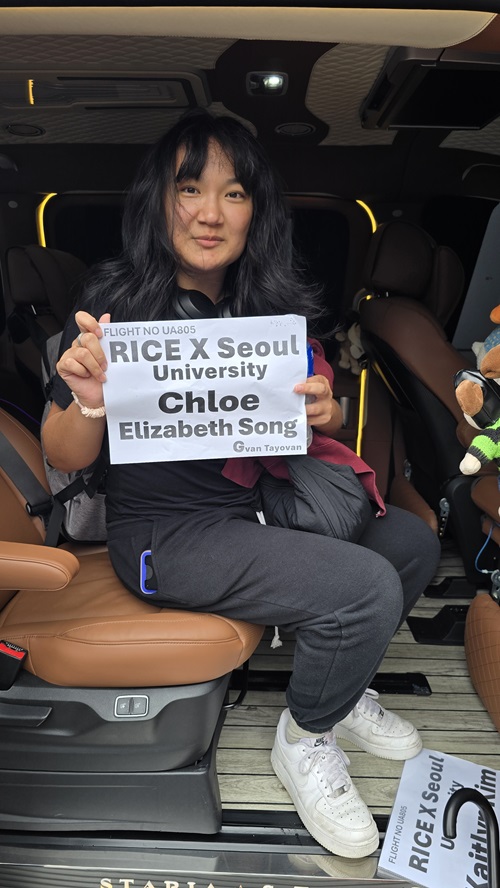 FLIGHT NO UA805
RICE X Seoul
University
Chloe
Elizabeth Song
Gvan Tayovan
FLIGHT NO UA805
RICE X Seoul
Kaitlyn Kim
STARIA